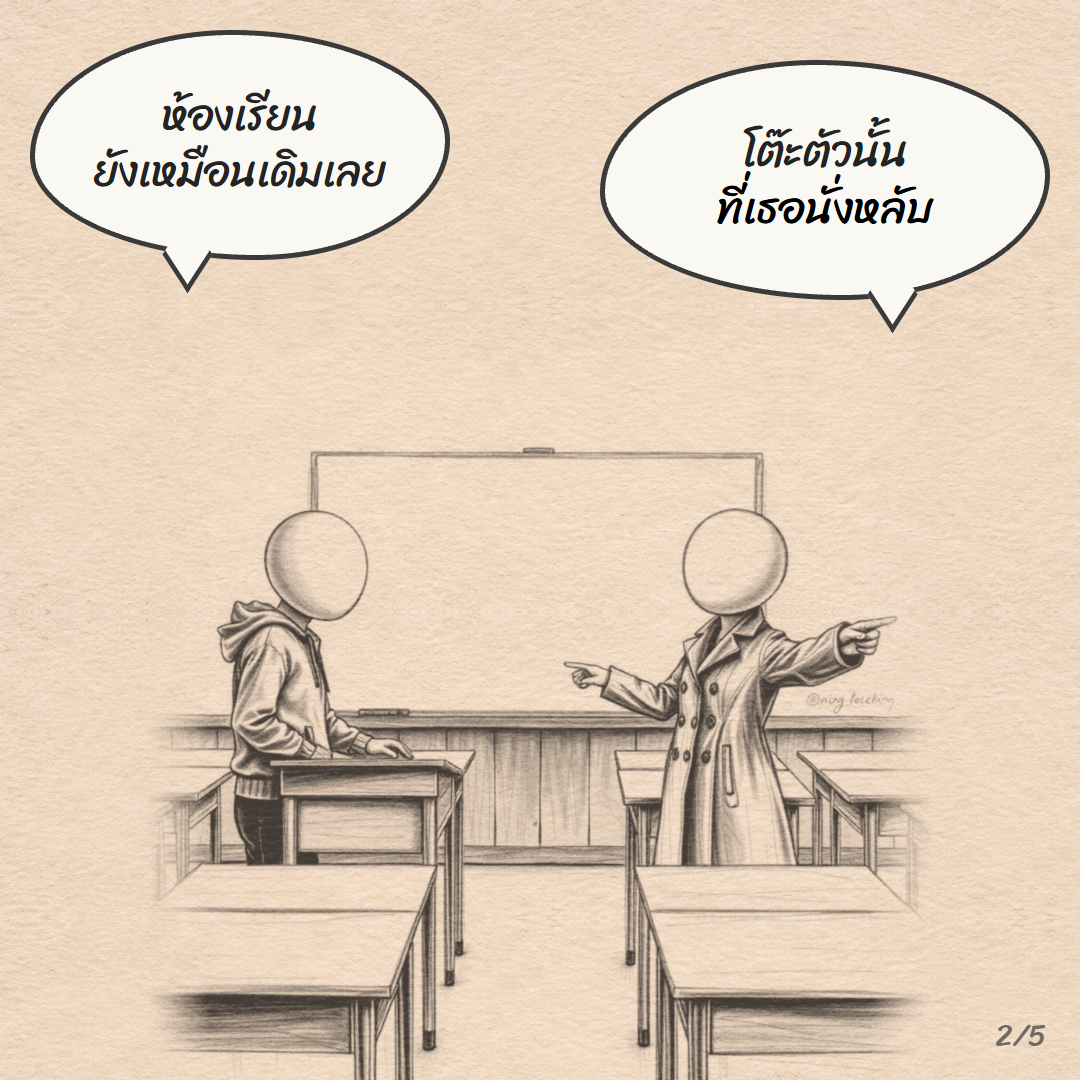 ห้องเรียน
ยังเหมือนเดิมเลย
โต๊ะตัวนั้น
ที่เธอนั่งหลับ
2/5